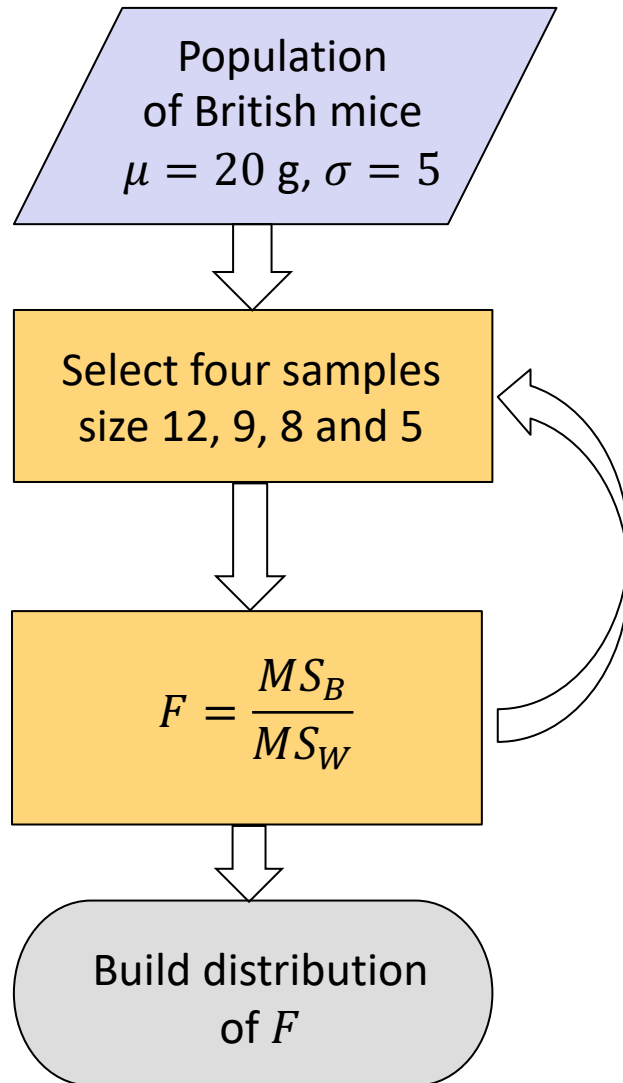 Population
of British mice
μ = 20 g, σ = 5
Select four samples
size 12, 9, 8 and 5
F = MS_B / MS_W
Build distribution
of F